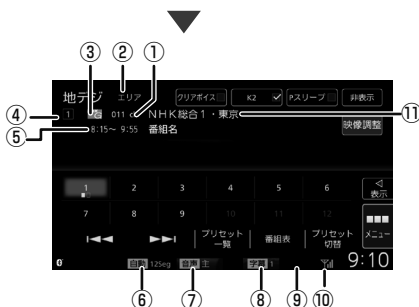 ③ ② ①
地デジ エリア クリアボイス K2 Pスリープ 非表示
④ 1 011 NHK総合1・東京 ⑪
⑤ 8:15～ 9:55 番組名 映像調整
1 2 3 4 5 6 表示
7 8 9 10 11 12
プリセット一覧 番組表 プリセット切替 メニュー
自動 12seg 音声 主 字幕 1 9:10
⑥ ⑦ ⑧ ⑨ ⑩